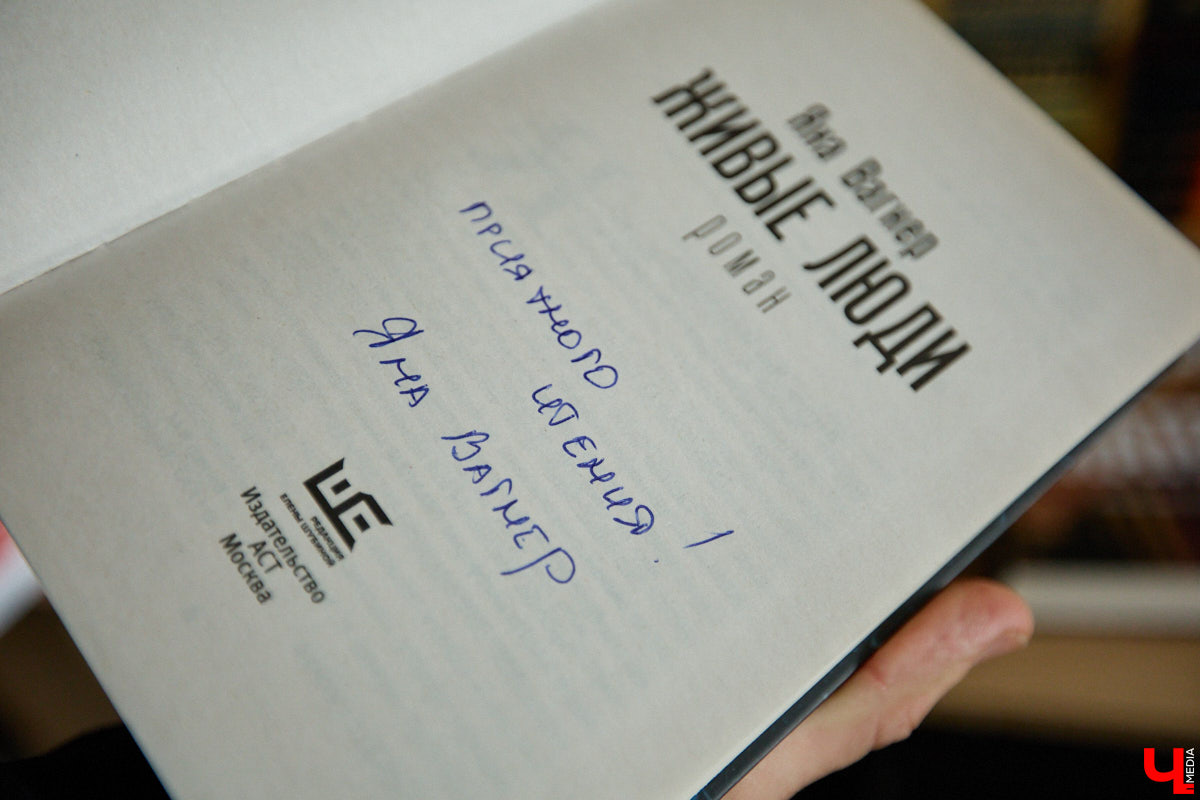 Яна Вагнер
ЖИВЫЕ ЛЮДИ
роман
ПРИЯТНОГО
ЧТЕНИЯ!
ЯНА ВАГНЕР
РЕДАКЦИЯ
ЕЛЕНЫ ШУБИНОЙ
Издательство
АСТ
Москва
Ч MEDIA